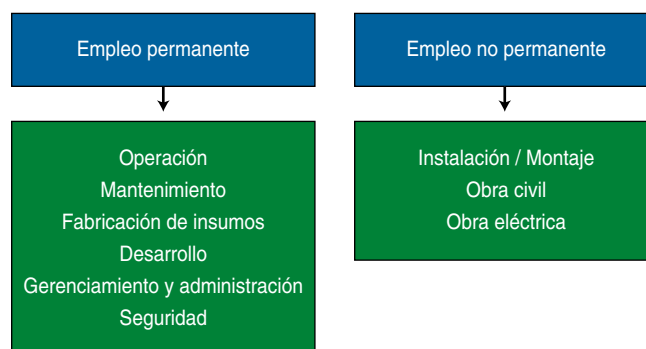 Empleo permanente
Operación
Mantenimiento
Fabricación de insumos
Desarrollo
Gerenciamiento y administración
Seguridad
Empleo no permanente
Instalación / Montaje
Obra civil
Obra eléctrica